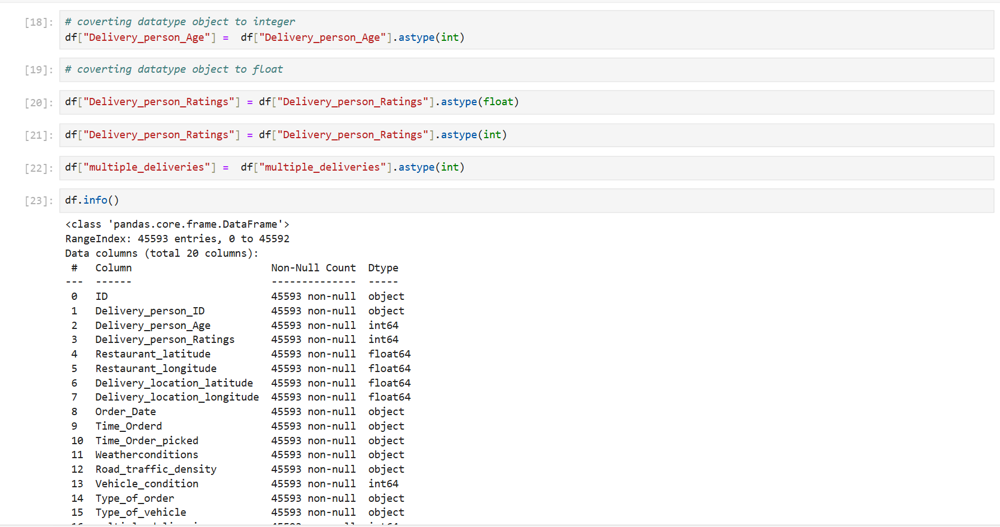 [18]: # coverting datatype object to integer
df["Delivery_person_Age"] =  df["Delivery_person_Age"].astype(int)
[19]: # coverting datatype object to float
[20]: df["Delivery_person_Ratings"] = df["Delivery_person_Ratings"].astype(float)
[21]: df["Delivery_person_Ratings"] = df["Delivery_person_Ratings"].astype(int)
[22]: df["multiple_deliveries"] =  df["multiple_deliveries"].astype(int)
[23]: df.info()
<class 'pandas.core.frame.DataFrame'>
RangeIndex: 45593 entries, 0 to 45592
Data columns (total 20 columns):
 #   Column                       Non-Null Count  Dtype
---  ------                       --------------  -----
 0   ID                           45593 non-null  object
 1   Delivery_person_ID           45593 non-null  object
 2   Delivery_person_Age          45593 non-null  int64
 3   Delivery_person_Ratings      45593 non-null  int64
 4   Restaurant_latitude          45593 non-null  float64
 5   Restaurant_longitude         45593 non-null  float64
 6   Delivery_location_latitude   45593 non-null  float64
 7   Delivery_location_longitude  45593 non-null  float64
 8   Order_Date                   45593 non-null  object
 9   Time_Orderd                  45593 non-null  object
 10  Time_Order_picked            45593 non-null  object
 11  Weatherconditions            45593 non-null  object
 12  Road_traffic_density         45593 non-null  object
 13  Vehicle_condition            45593 non-null  int64
 14  Type_of_order                45593 non-null  object
 15  Type_of_vehicle              45593 non-null  object